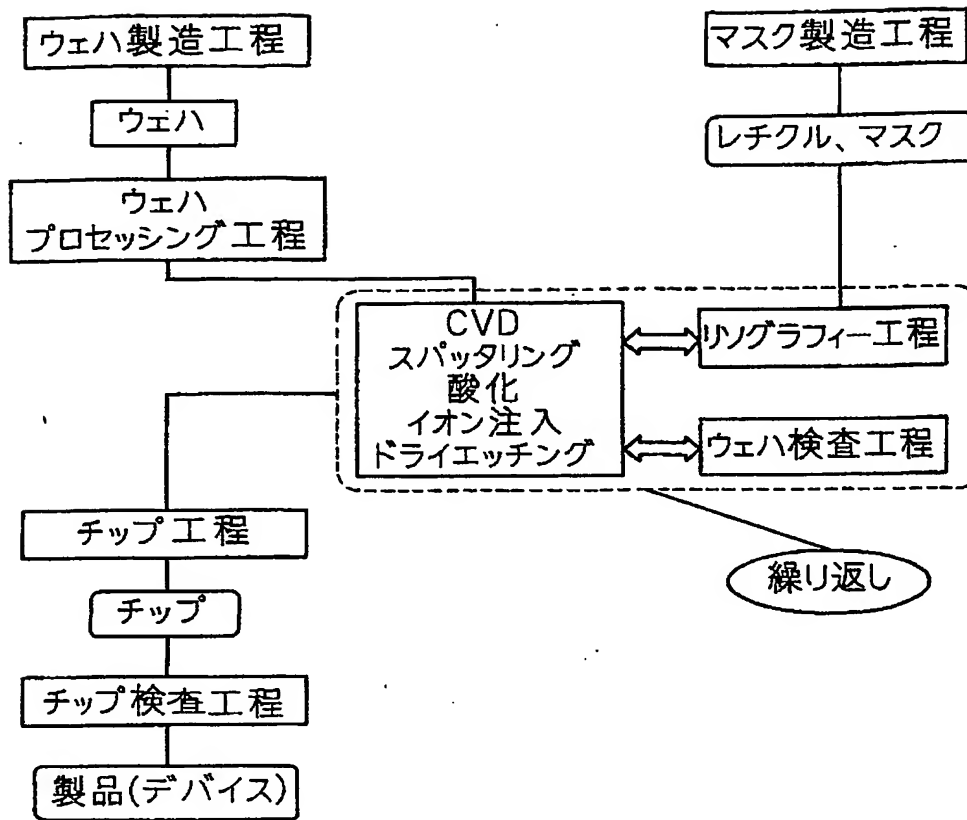 ウェハ製造工程
ウェハ
ウェハ
プロセッシング工程
マスク製造工程
レチクル、マスク
CVD
スパッタリング
酸化
イオン注入
ドライエッチング
リソグラフィー工程
ウェハ検査工程
繰り返し
チップ工程
チップ
チップ検査工程
製品(デバイス)